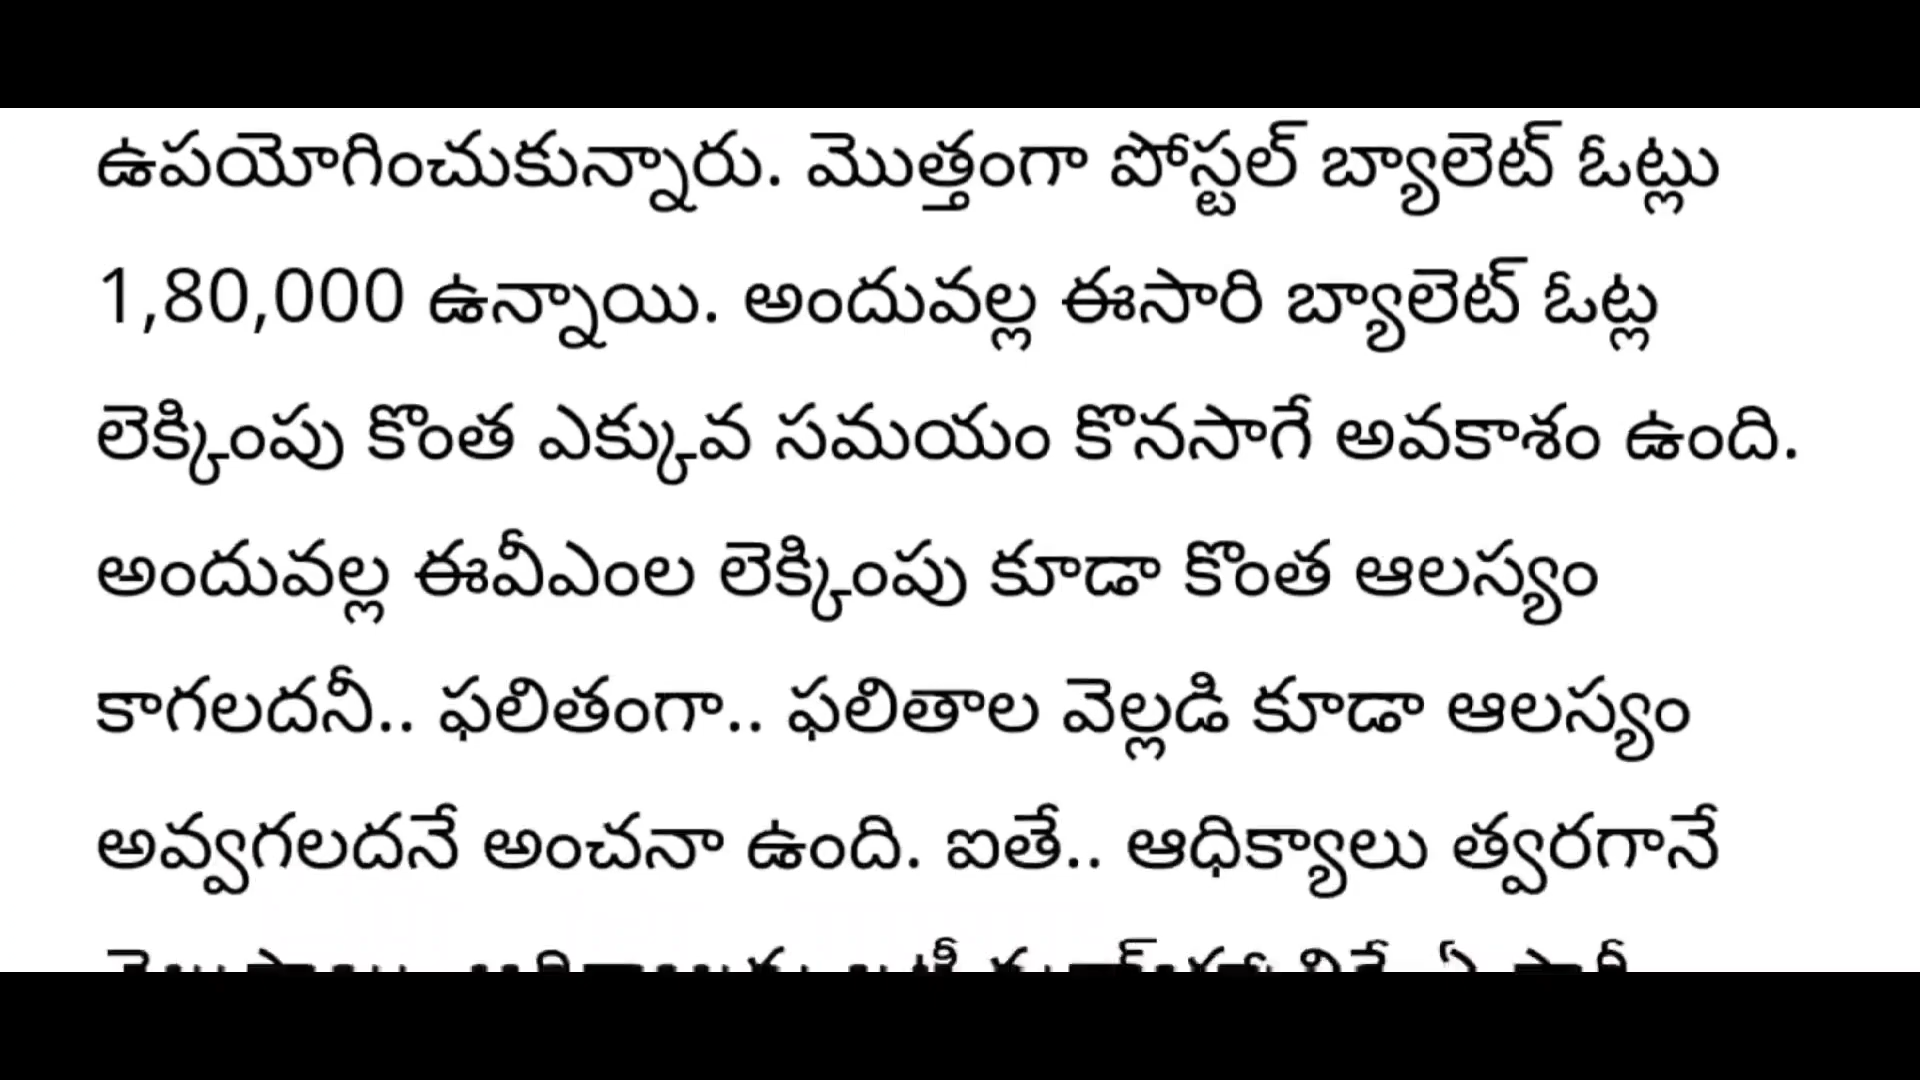 ఉపయోగించుకున్నారు. మొత్తంగా పోస్టల్ బ్యాలెట్ ఓట్లు
1,80,000 ఉన్నాయి. అందువల్ల ఈసారి బ్యాలెట్ ఓట్ల
లెక్కింపు కొంత ఎక్కువ సమయం కొనసాగే అవకాశం ఉంది.
అందువల్ల ఈవీఎంల లెక్కింపు కూడా కొంత ఆలస్యం
కాగలదనీ.. ఫలితంగా.. ఫలితాల వెల్లడి కూడా ఆలస్యం
అవ్వగలదనే అంచనా ఉంది. ఐతే.. ఆధిక్యాలు త్వరగానే